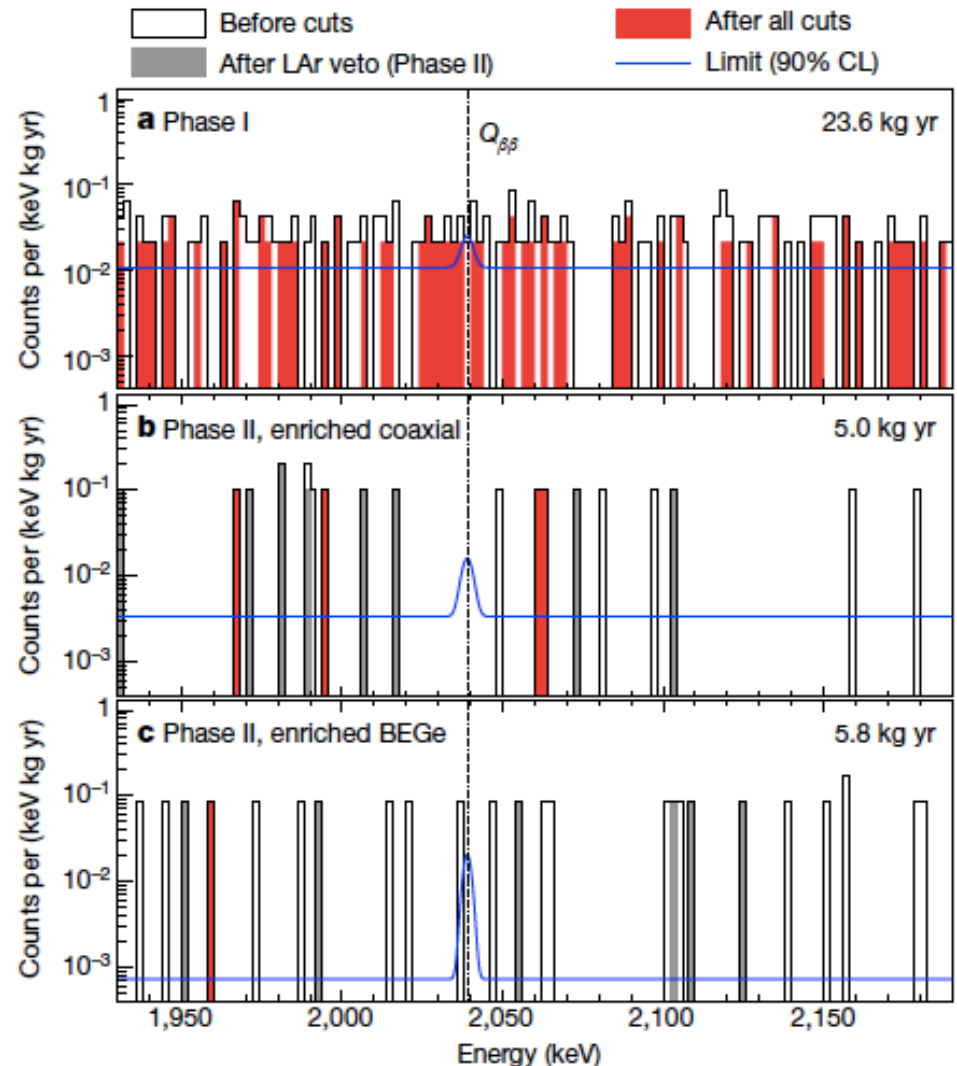 Before cuts
After all cuts
After LAr veto (Phase II)
Limit (90% CL)
a Phase I
23.6 kg yr
Qββ
1
10⁻¹
10⁻²
10⁻³
Counts per (keV kg yr)
b Phase II, enriched coaxial
5.0 kg yr
1
10⁻¹
10⁻²
10⁻³
Counts per (keV kg yr)
c Phase II, enriched BEGe
5.8 kg yr
1
10⁻¹
10⁻²
10⁻³
Counts per (keV kg yr)
1,950
2,000
2,050
2,100
2,150
Energy (keV)